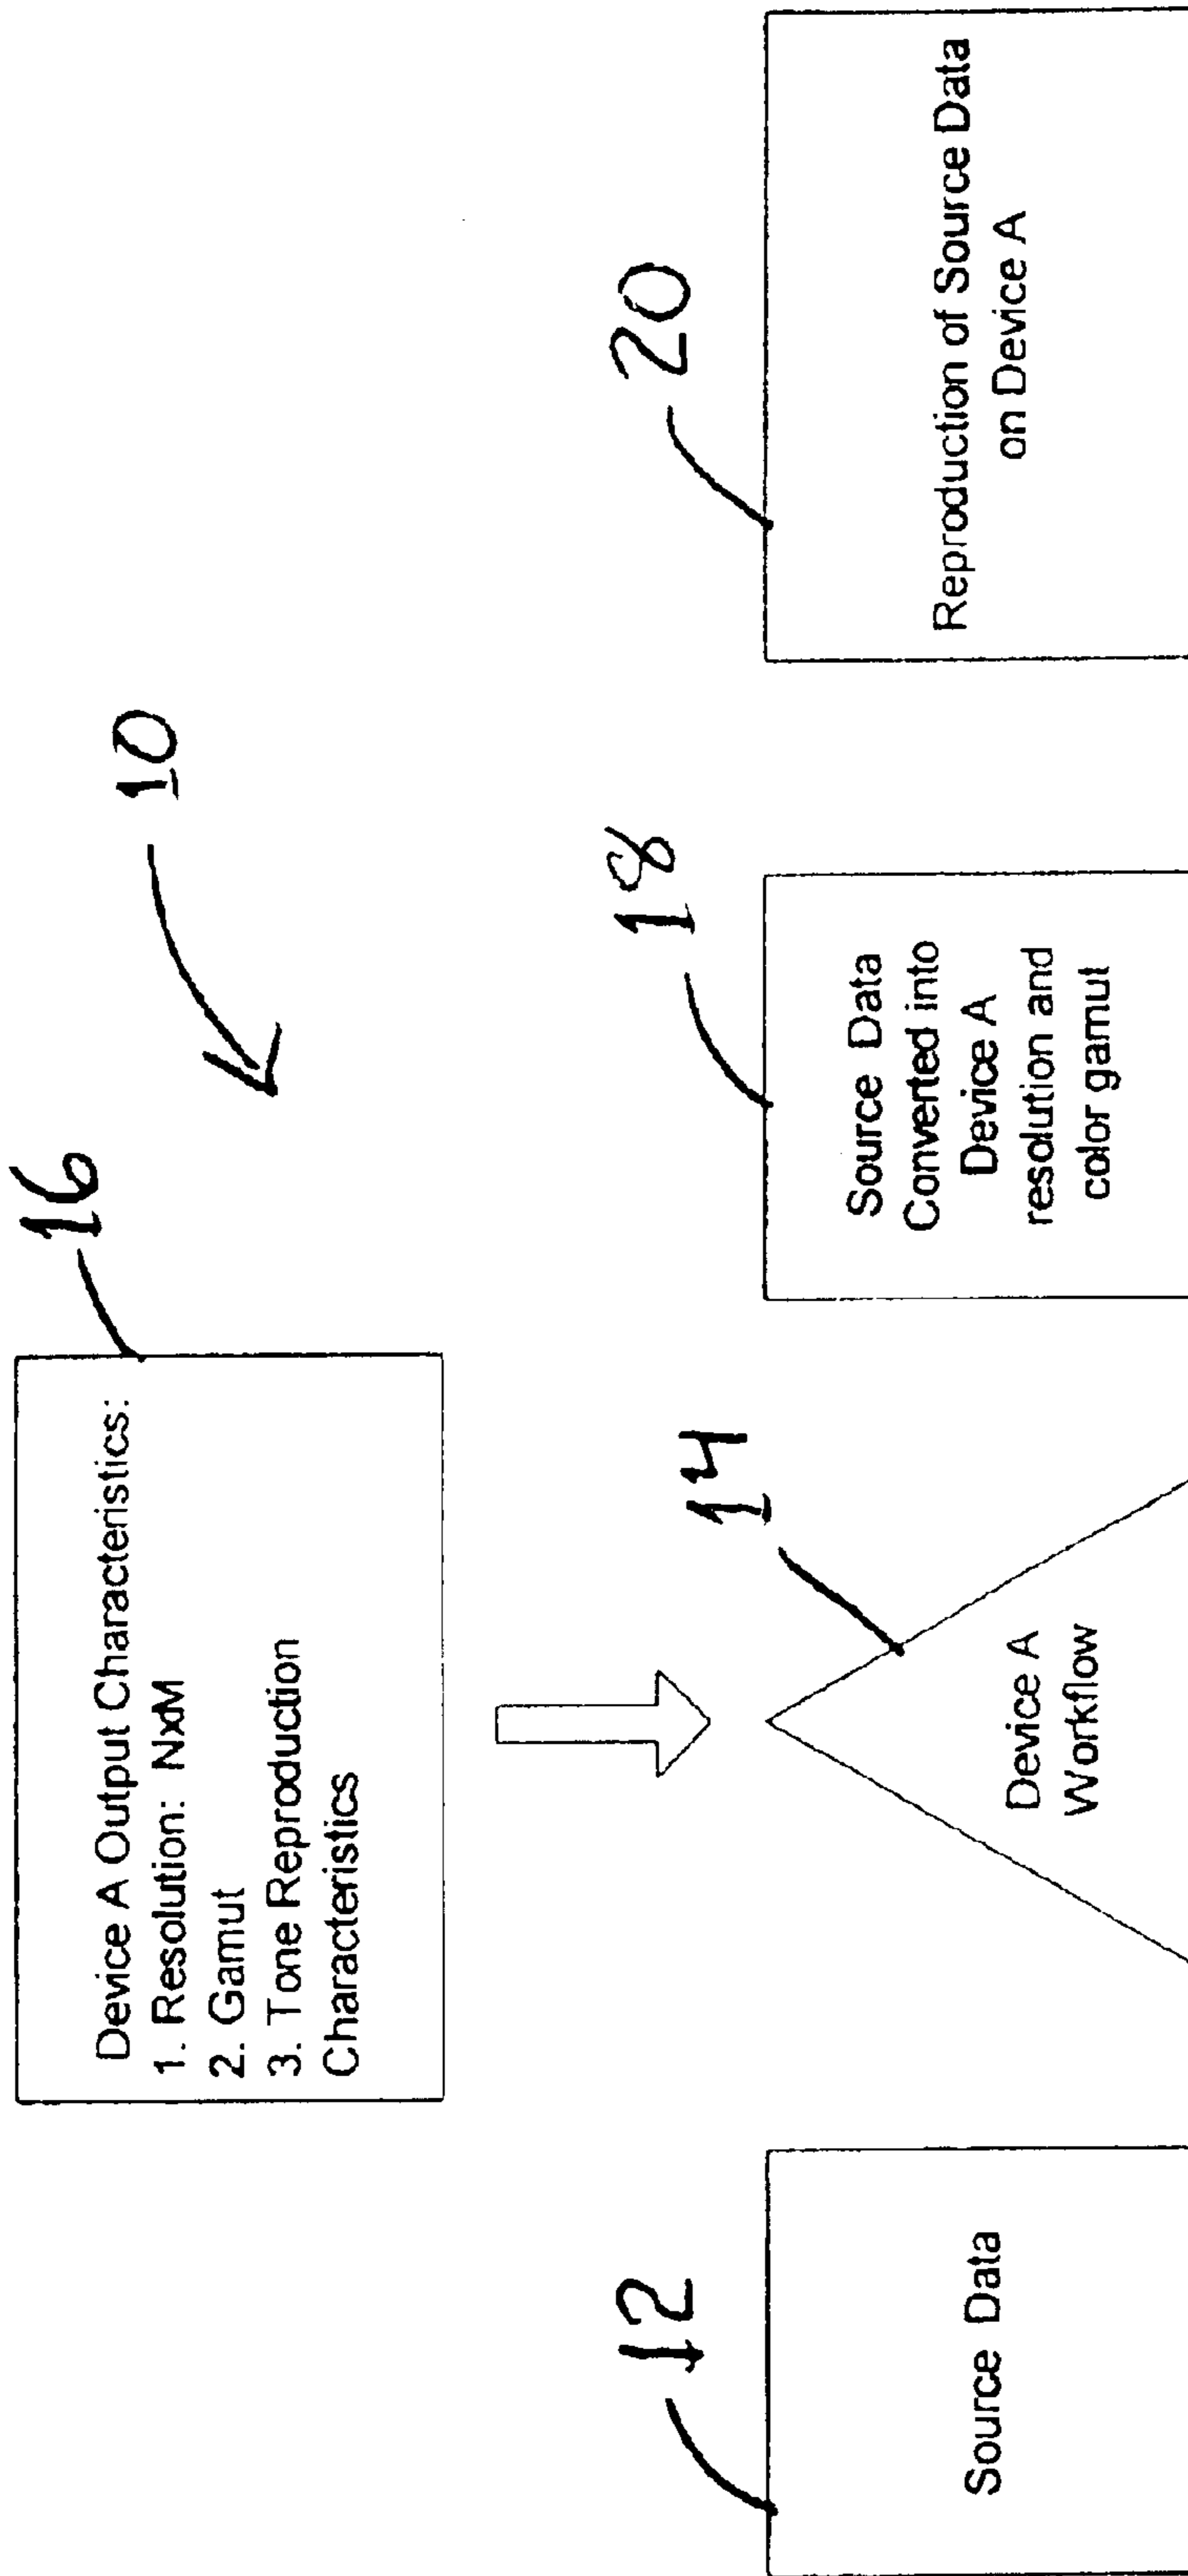 16
Device A Output Characteristics:
1. Resolution: NxM
2. Gamut
3. Tone Reproduction
Characteristics
10
12
Source Data
14
Device A
Workflow
18
Source Data
Converted into
Device A
resolution and
color gamut
20
Reproduction of Source Data
on Device A